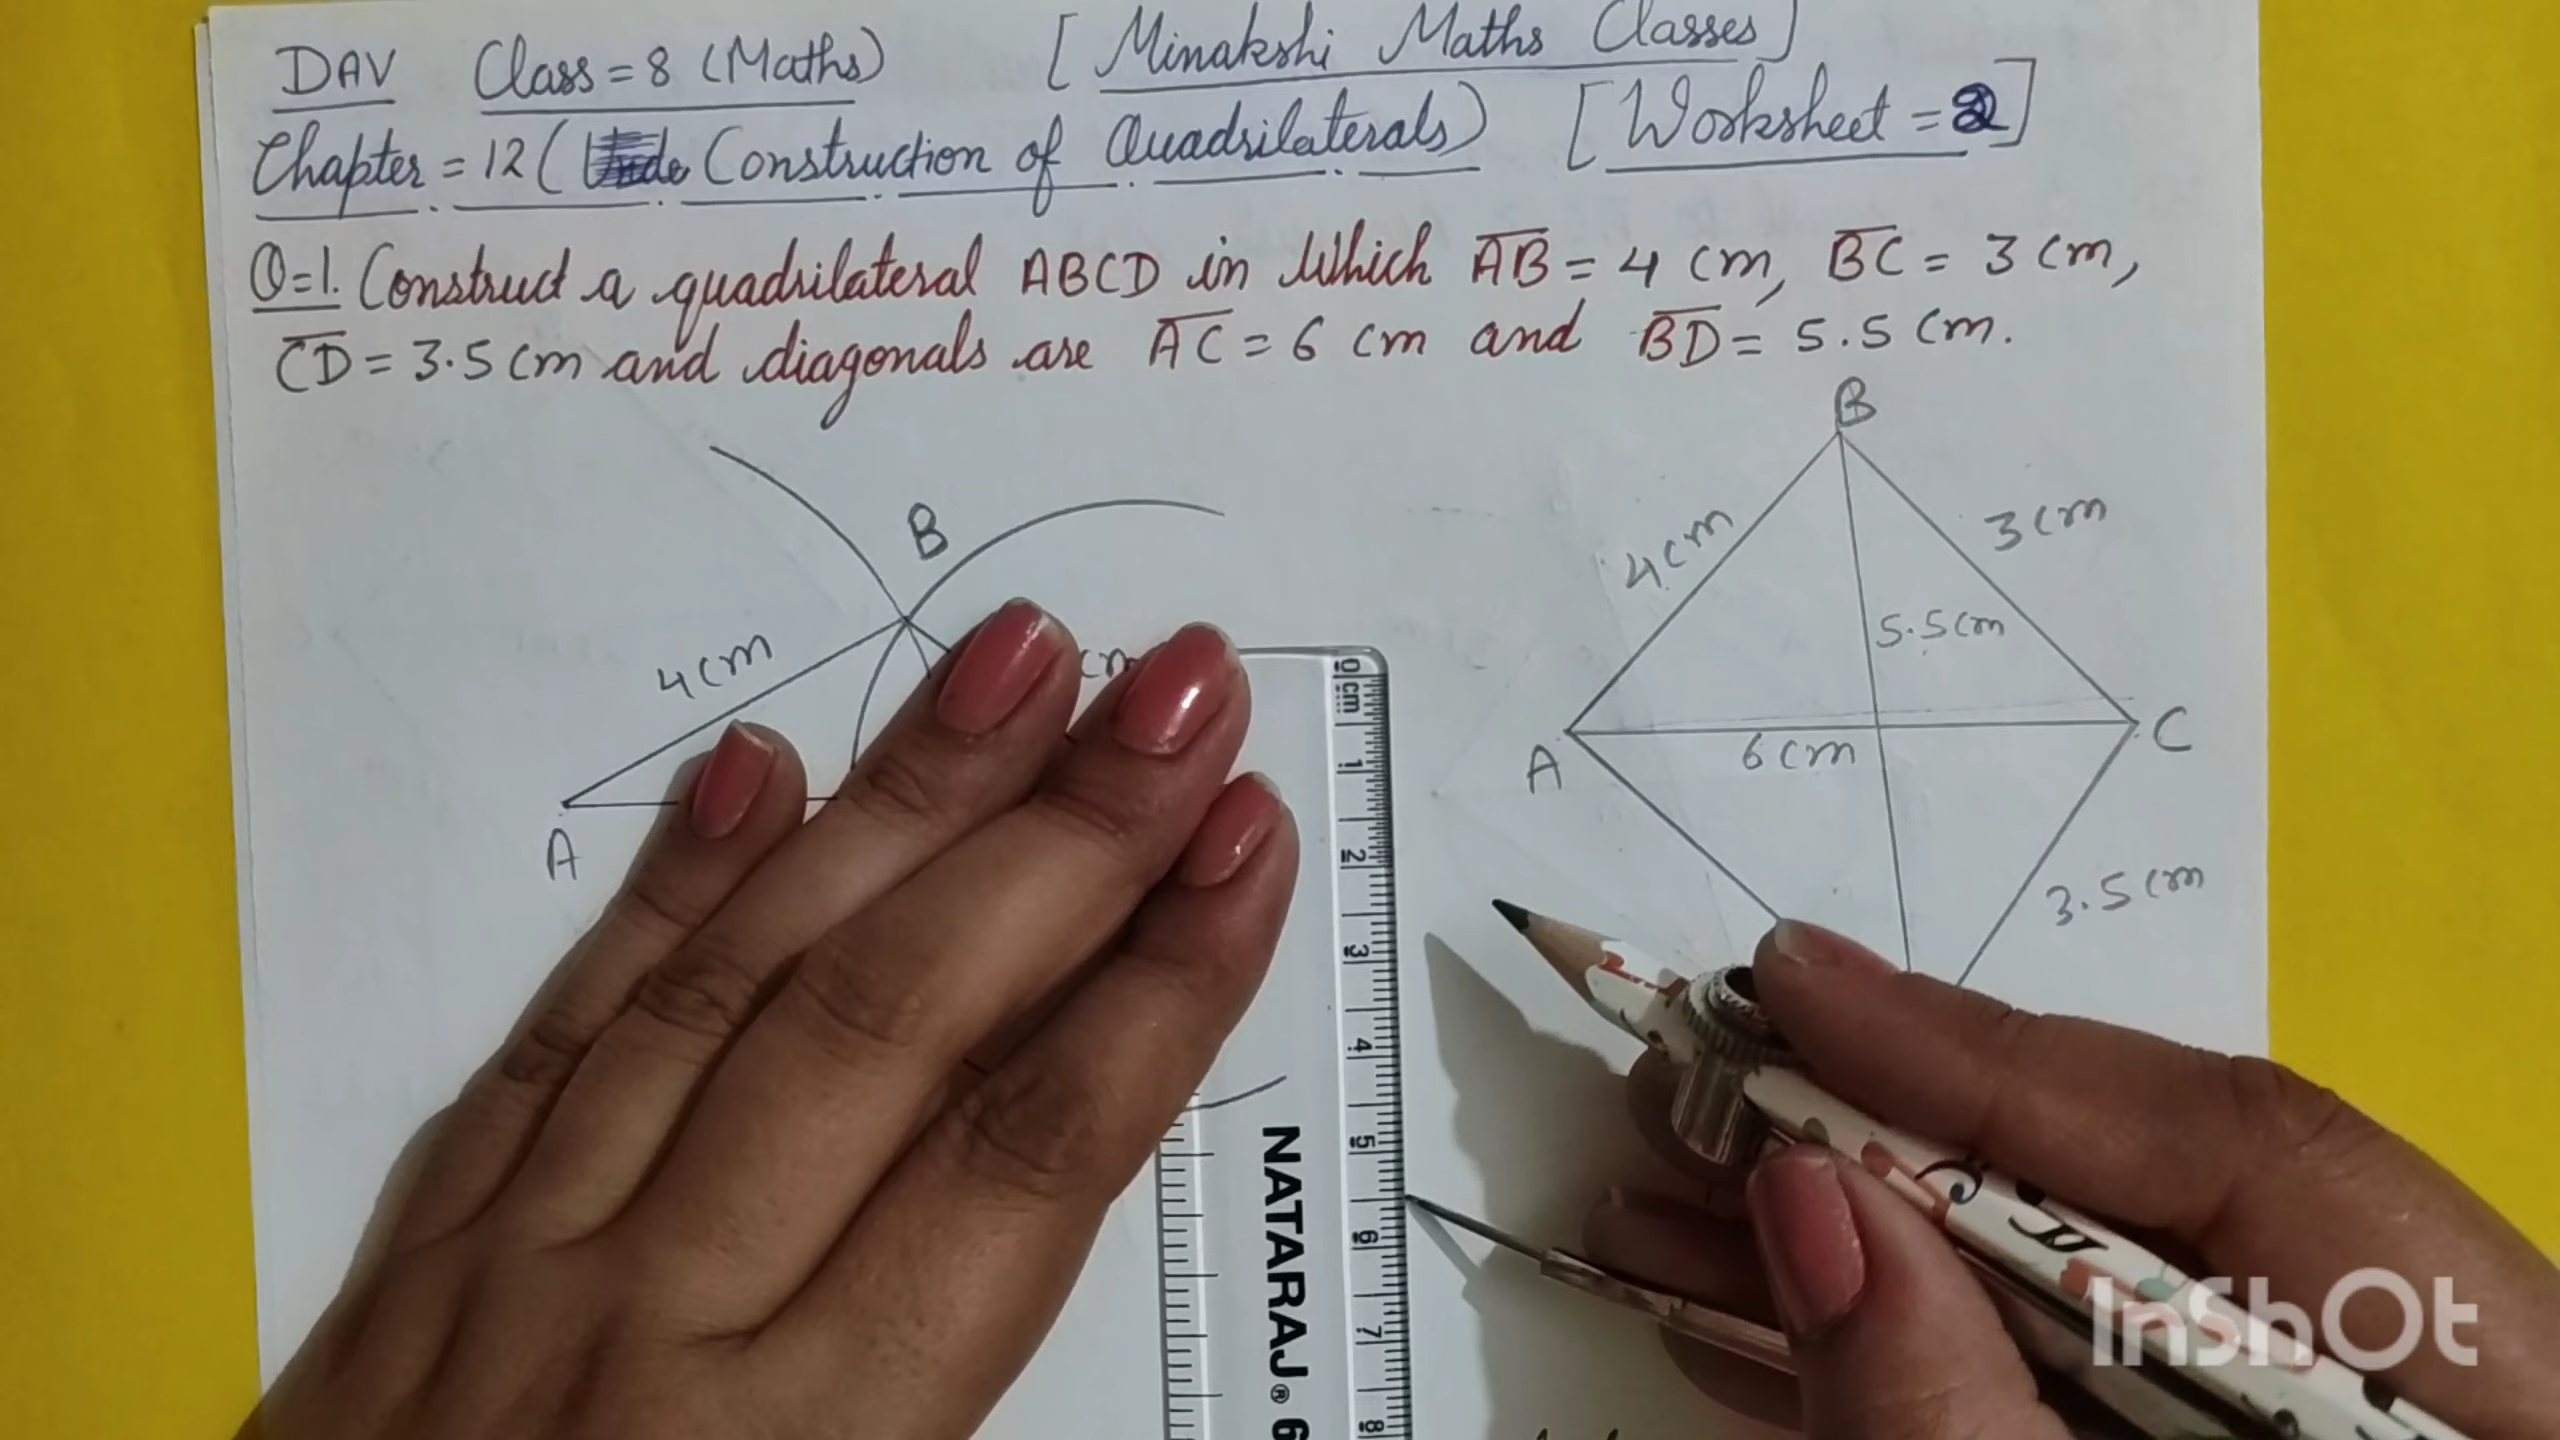 DAV Class = 8 (Maths) [Minakshi Maths Classes]
Chapter = 12 (Construction of Quadrilaterals) [Worksheet = 2]
Q=1. Construct a quadrilateral ABCD in which AB = 4 cm, BC = 3 cm,
CD = 3.5 cm and diagonals are AC = 6 cm and BD = 5.5 cm.
B
4cm
cm
A
B
4cm
3cm
5.5cm
A
6cm
C
3.5cm
0 cm 1 2 3 4 5 6 7 8
NATARAJ® 6
InShOt